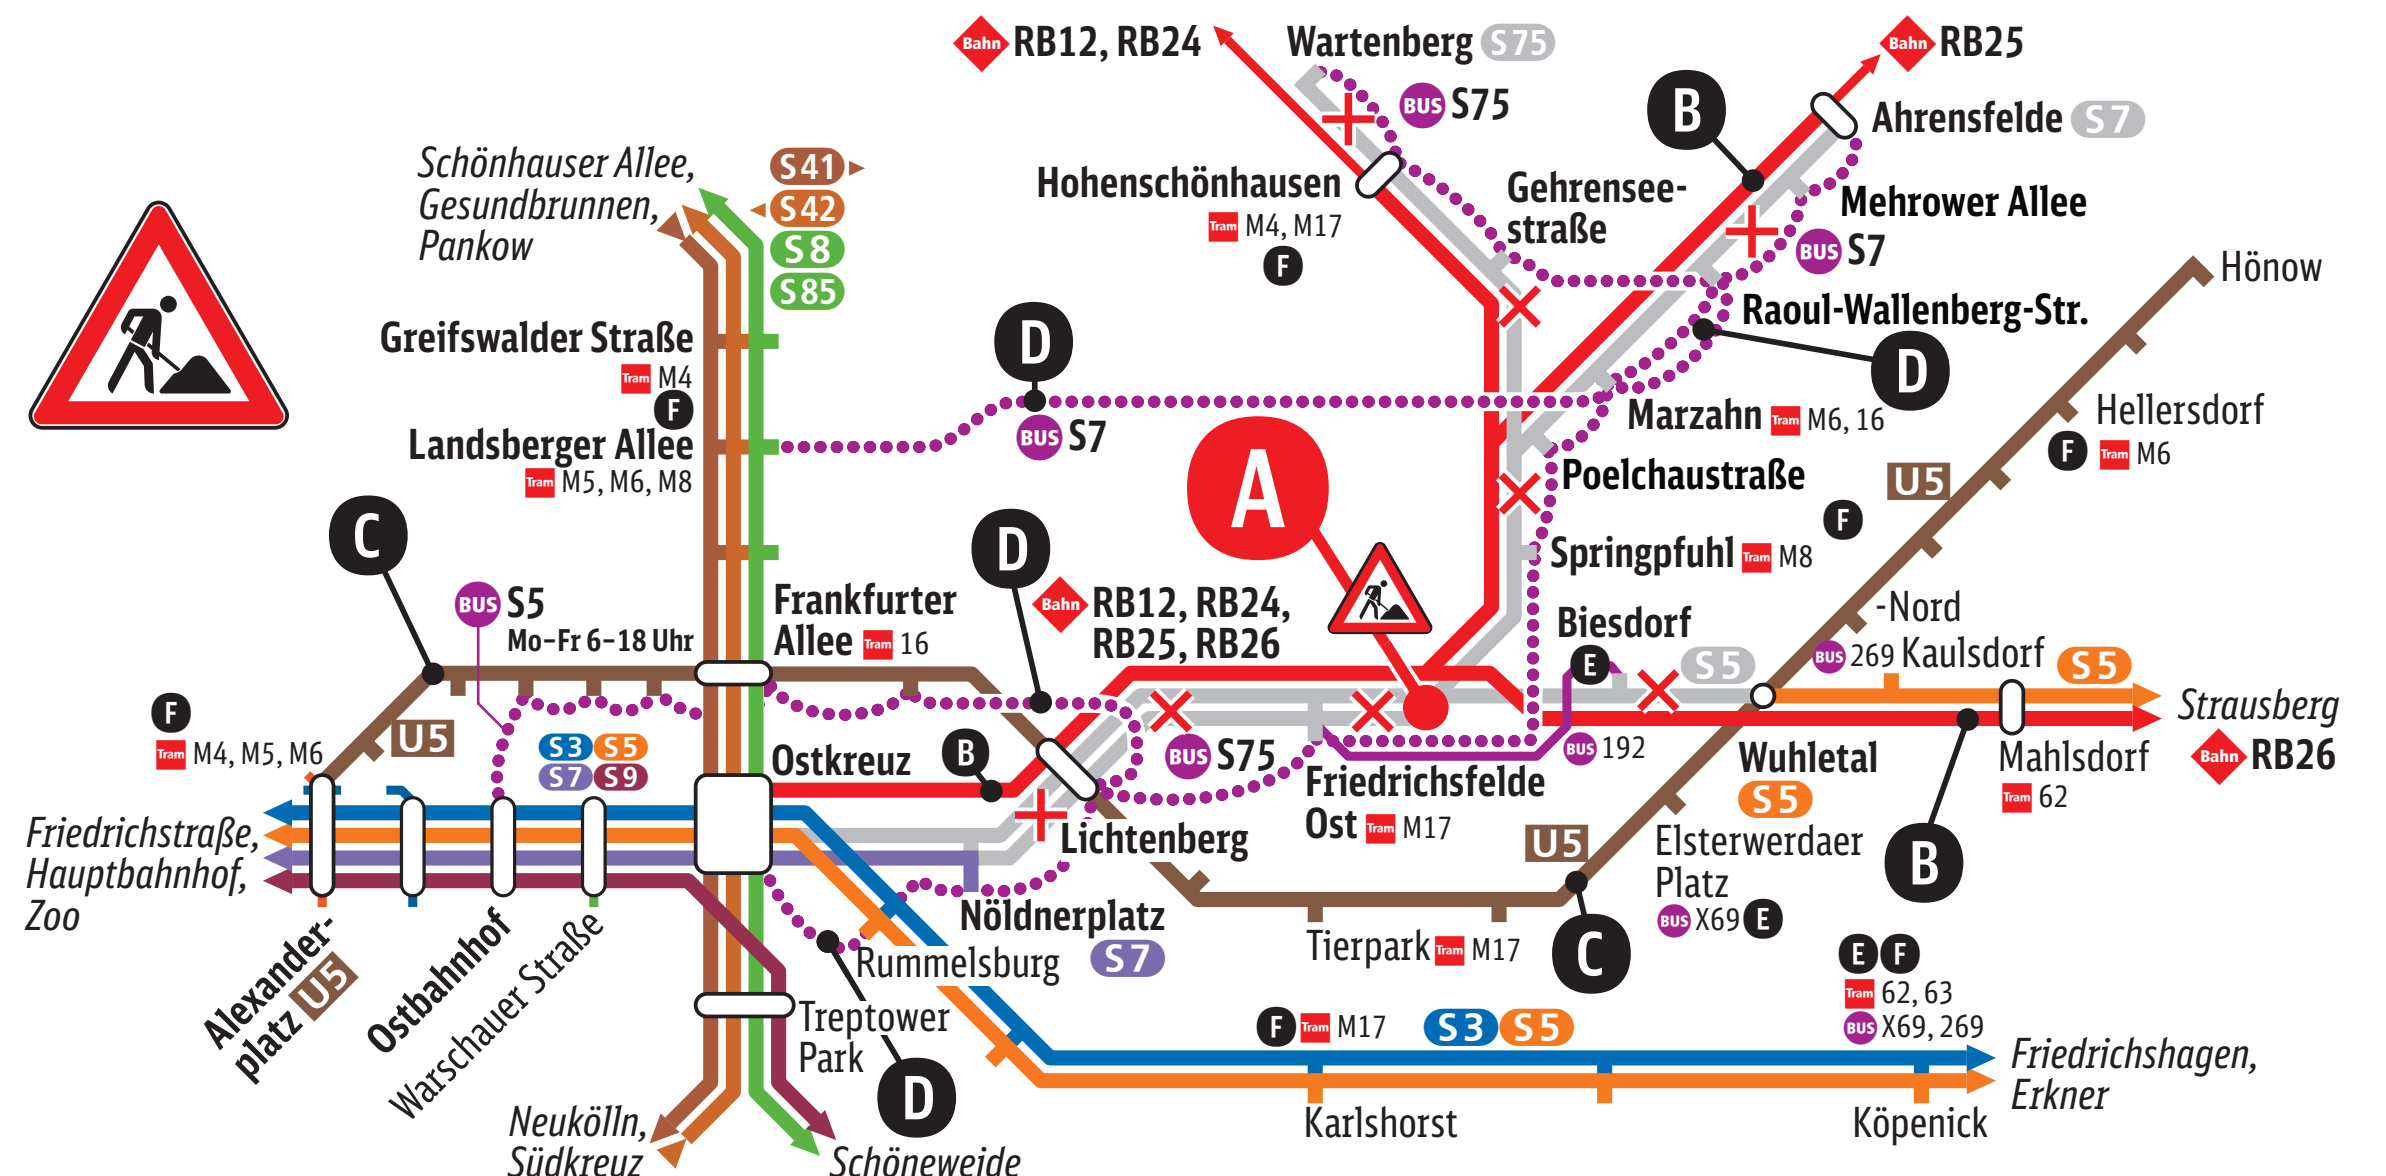 Bahn RB12, RB24
Wartenberg S75
BUS S75
Bahn RB25
B
Ahrensfelde S7
Schönhauser Allee,
Gesundbrunnen,
Pankow
S41
S42
S8
S85
Hohenschönhausen
Tram M4, M17
F
Gehrensee-
straße
Mehrower Allee
BUS S7
Hönow
Greifswalder Straße
Tram M4
F
D
BUS S7
Raoul-Wallenberg-Str.
D
Landsberger Allee
Tram M5, M6, M8
Marzahn Tram M6, 16
Hellersdorf
F Tram M6
A
Poelchaustraße
U5
C
D
F
Springpfuhl Tram M8
BUS S5
Mo–Fr 6–18 Uhr
Frankfurter
Allee Tram 16
Bahn RB12, RB24,
RB25, RB26
Biesdorf
E
S5
-Nord
BUS 269 Kaulsdorf S5
F
Tram M4, M5, M6
U5
S3 S5
S7 S9
Ostkreuz
B
BUS S75
BUS 192
Strausberg
Bahn RB26
Friedrichsfelde
Ost Tram M17
Wuhletal
S5
Mahlsdorf
Tram 62
Friedrichstraße,
Hauptbahnhof,
Zoo
Lichtenberg
U5
Elsterwerdaer
Platz
BUS X69 E
B
Nöldnerplatz
S7
Alexander-
platz U5
Ostbahnhof
Warschauer Straße
Rummelsburg
Tierpark Tram M17
C
E F
Tram 62, 63
BUS X69, 269
Treptower
Park
D
F Tram M17
S3 S5
Friedrichshagen,
Erkner
Karlshorst
Köpenick
Neukölln,
Südkreuz
Schöneweide